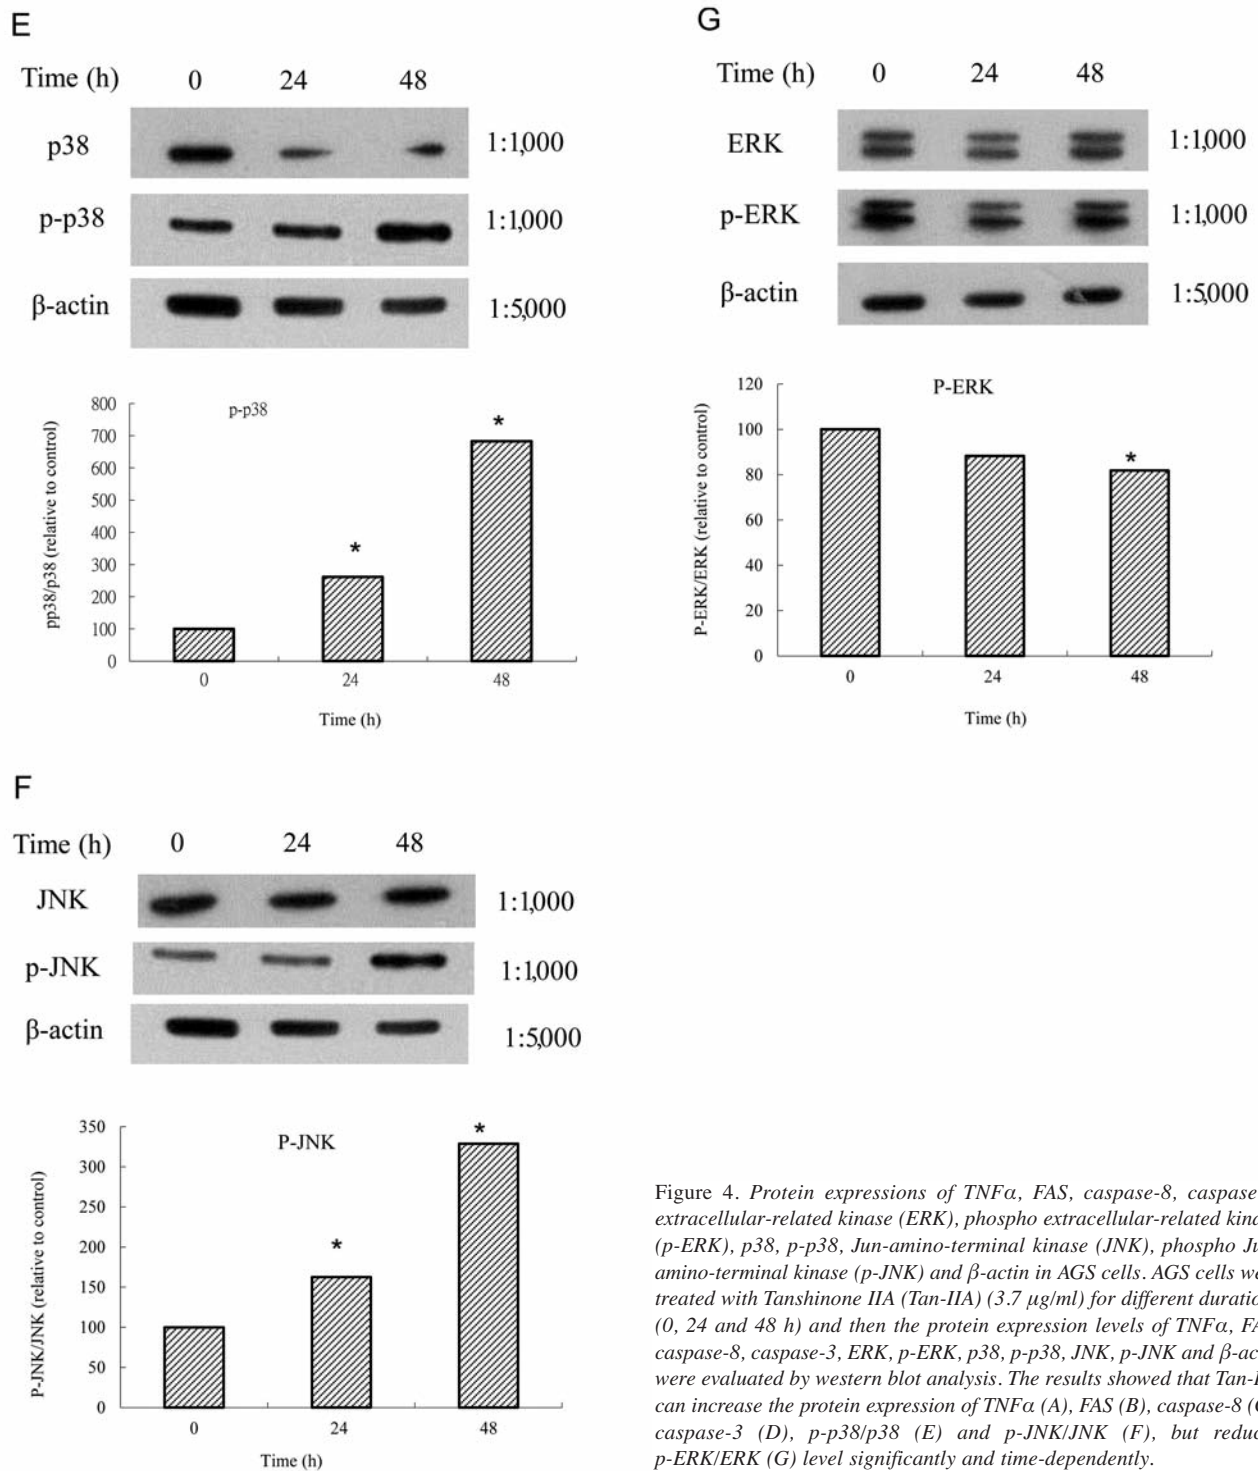 E
Time (h) 0 24 48
p38 1:1,000
p-p38 1:1,000
β-actin 1:5,000
p-p38
pp38/p38 (relative to control)
800
700
600
500
400
300
200
100
0
* *
0 24 48
Time (h)
G
Time (h) 0 24 48
ERK 1:1,000
p-ERK 1:1,000
β-actin 1:5,000
P-ERK
P-ERK/ERK (relative to control)
120
100
80
60
40
20
0
*
0 24 48
Time (h)
F
Time (h) 0 24 48
JNK 1:1,000
p-JNK 1:1,000
β-actin 1:5,000
P-JNK
P-JNK/JNK (relative to control)
350
300
250
200
150
100
50
0
* *
0 24 48
Time (h)
Figure 4. Protein expressions of TNFα, FAS, caspase-8,
extracellular-related kinase (ERK), phospho extracellular-related
(p-ERK), p38, p-p38, Jun-amino-terminal kinase (JNK), phospho
amino-terminal kinase (p-JNK) and β-actin in AGS cells. AGS cells
treated with Tanshinone IIA (Tan-IIA) (3.7 μg/ml) for different
(0, 24 and 48 h) and then the protein expression levels of TNFα,
caspase-8, caspase-3, ERK, p-ERK, p38, p-p38, JNK, p-JNK and
were evaluated by western blot analysis. The results showed that
can increase the protein expression of TNFα (A), FAS (B), caspase-8
caspase-3 (D), p-p38/p38 (E) and p-JNK/JNK (F), but
p-ERK/ERK (G) level significantly and time-dependently.